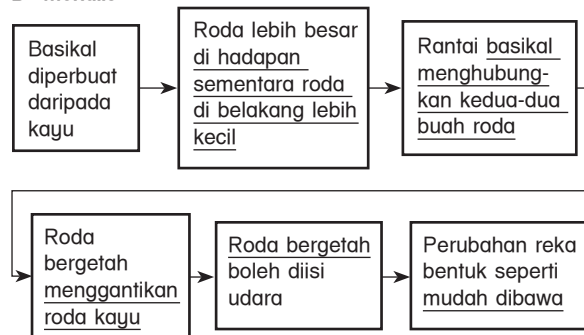 Basikal
diperbuat
daripada
kayu
Roda lebih besar
di hadapan
sementara roda
di belakang lebih
kecil
Rantai basikal
menghubung-
kan kedua-dua
buah roda
Roda
bergetah
menggantikan
roda kayu
Roda bergetah
boleh diisi
udara
Perubahan reka
bentuk seperti
mudah dibawa